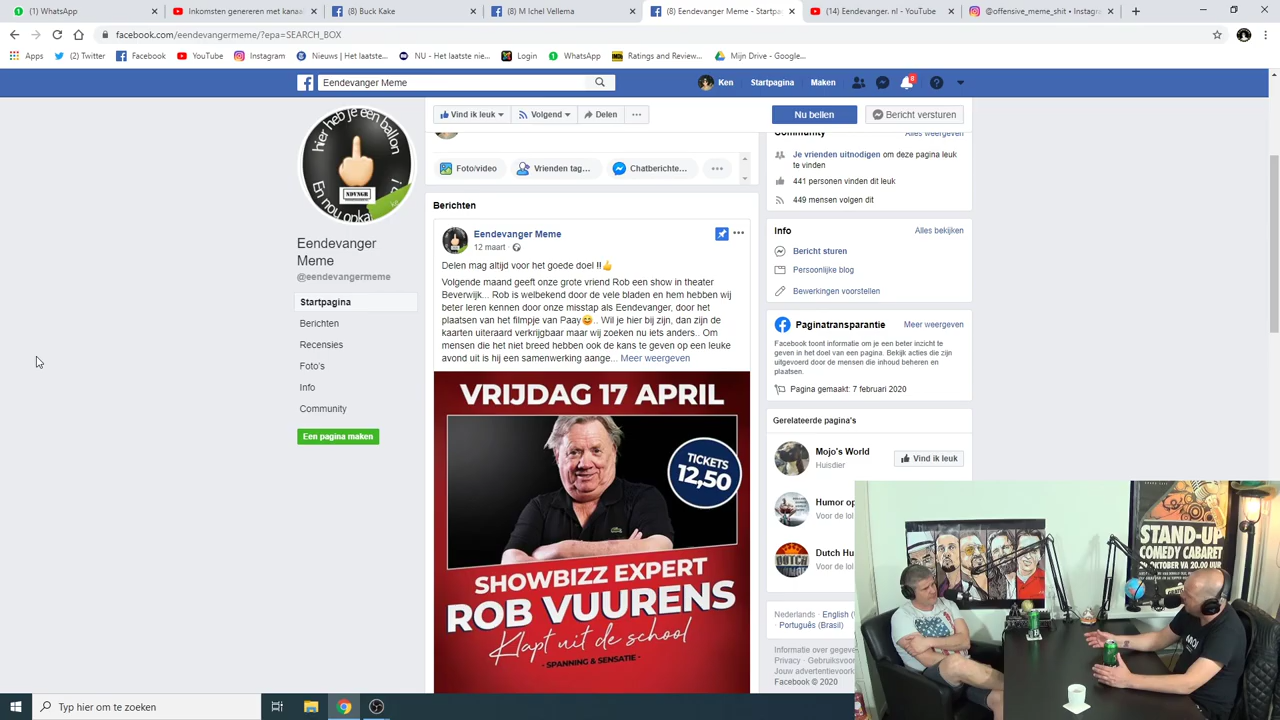 (8) WhatsApp
Inkomsten genereren met kanaa
(8) Buck Kake
(8) M Ichel Vellema
(8) Eendevanger Meme - Startpa
(14) Eendevanger. nl - YouTube
@offensive_meme_shit • Instagra
facebook.com/eendevangermeme/?epa=SEARCH_BOX
Apps
(2) Twitter
Facebook
YouTube
Instagram
Nieuws | Het laatste...
NU - Het laatste nie...
Login
WhatsApp
Ratings and Review...
Mijn Drive - Google...
Eendevanger Meme
Ken
Startpagina
Maken
8
Vind ik leuk
Volgend
Delen
Nu bellen
Bericht versturen
hier heb je een ballon
NDVNGR
En nou opka
Eendevanger
Meme
@eendevangermeme
Startpagina
Berichten
Recensies
Foto's
Info
Community
Een pagina maken
Foto/video
Vrienden tag...
Chatberichte...
Berichten
Eendevanger Meme
12 maart
Delen mag altijd voor het goede doel !!👍
Volgende maand geeft onze grote vriend Rob een show in theater
Beverwijk... Rob is welbekend door de vele bladen en hem hebben wij
beter leren kennen door onze misstap als Eendevanger, door het
plaatsen van het filmpje van Paay😄.. Wil je hier bij zijn, dan zijn de
kaarten uiteraard verkrijgbaar maar wij zoeken nu iets anders.. Om
mensen die het niet breed hebben ook de kans te geven op een leuke
avond uit is hij een samenwerking aange... Meer weergeven
VRIJDAG 17 APRIL
TICKETS
12,50
SHOWBIZZ EXPERT
ROB VUURENS
Klapt uit de school
- SPANNING & SENSATIE -
Community
Alles weergeven
Je vrienden uitnodigen om deze pagina leuk
te vinden
441 personen vinden dit leuk
449 mensen volgen dit
Info
Alles bekijken
Bericht sturen
Persoonlijke blog
Bewerkingen voorstellen
Paginatransparantie
Meer weergeven
Facebook toont informatie om je een beter inzicht te
geven in het doel van een pagina. Bekijk acties die zijn
uitgevoerd door de mensen die inhoud beheren en
plaatsen.
Pagina gemaakt: 7 februari 2020
Gerelateerde pagina's
Mojo's World
Huisdier
Vind ik leuk
Humor op
Voor de lol
Dutch Hu
Voor de lol
Nederlands · English (
· Português (Brasil)
Informatie over gegeve
Privacy · Gebruiksvoor
Jouw advertentievoork
Facebook © 2020
STAND-UP
COMEDY CABARET
OKTOBER VA 20.00 UUR
Typ hier om te zoeken